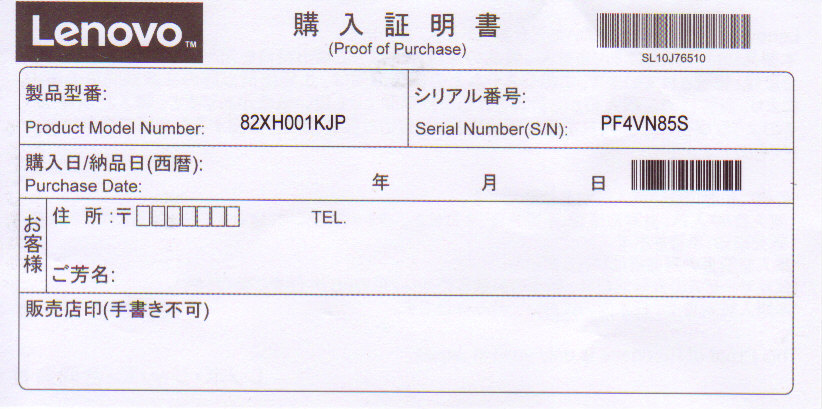 Lenovo™
購入証明書
(Proof of Purchase)
SL10J76510
製品型番:
Product Model Number: 82XH001KJP
シリアル番号:
Serial Number(S/N): PF4VN85S
購入日/納品日(西暦):
Purchase Date: 年 月 日
お客様
住 所:〒□□□□□□□ TEL.
ご芳名:
販売店印(手書き不可)